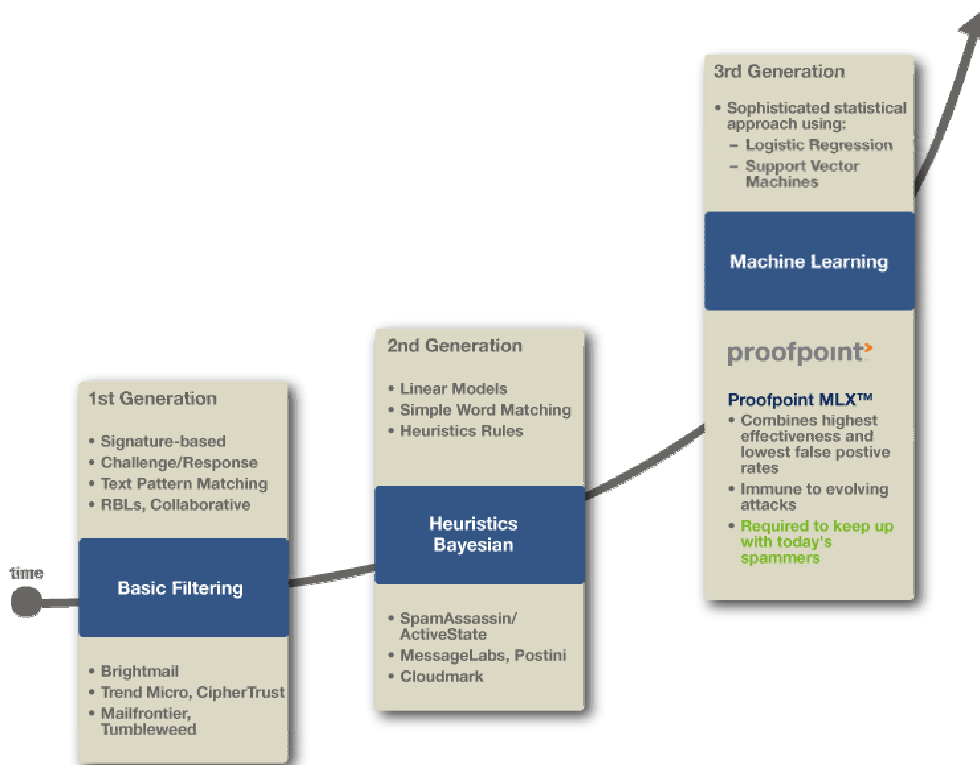 time
1st Generation
• Signature-based
• Challenge/Response
• Text Pattern Matching
• RBLs, Collaborative
Basic Filtering
• Brightmail
• Trend Micro, CipherTrust
• Mailfrontier,
Tumbleweed
2nd Generation
• Linear Models
• Simple Word Matching
• Heuristics Rules
Heuristics
Bayesian
• SpamAssassin/
ActiveState
• MessageLabs, Postini
• Cloudmark
3rd Generation
• Sophisticated statistical
approach using:
– Logistic Regression
– Support Vector
Machines
Machine Learning
proofpoint
Proofpoint MLX™
• Combines highest
effectiveness and
lowest false postive
rates
• Immune to evolving
attacks
• Required to keep up
with today's
spammers